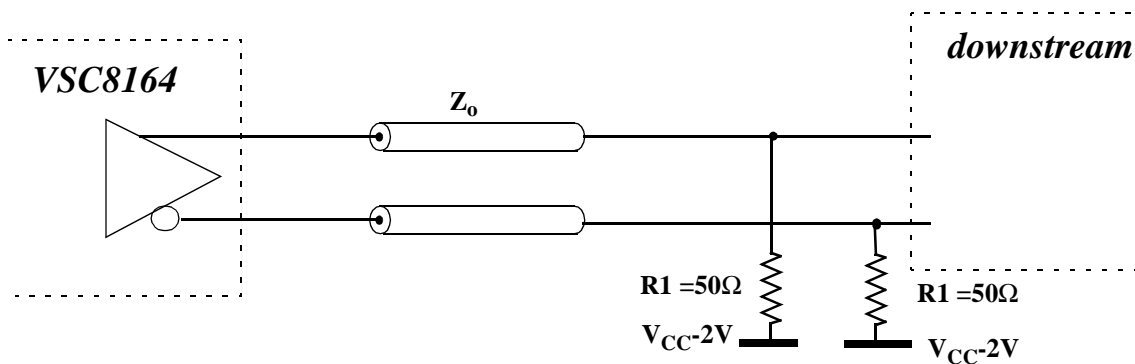 downstream
VSC8164
Zo
R1 =50Ω
R1 =50Ω
VCC-2V
VCC-2V